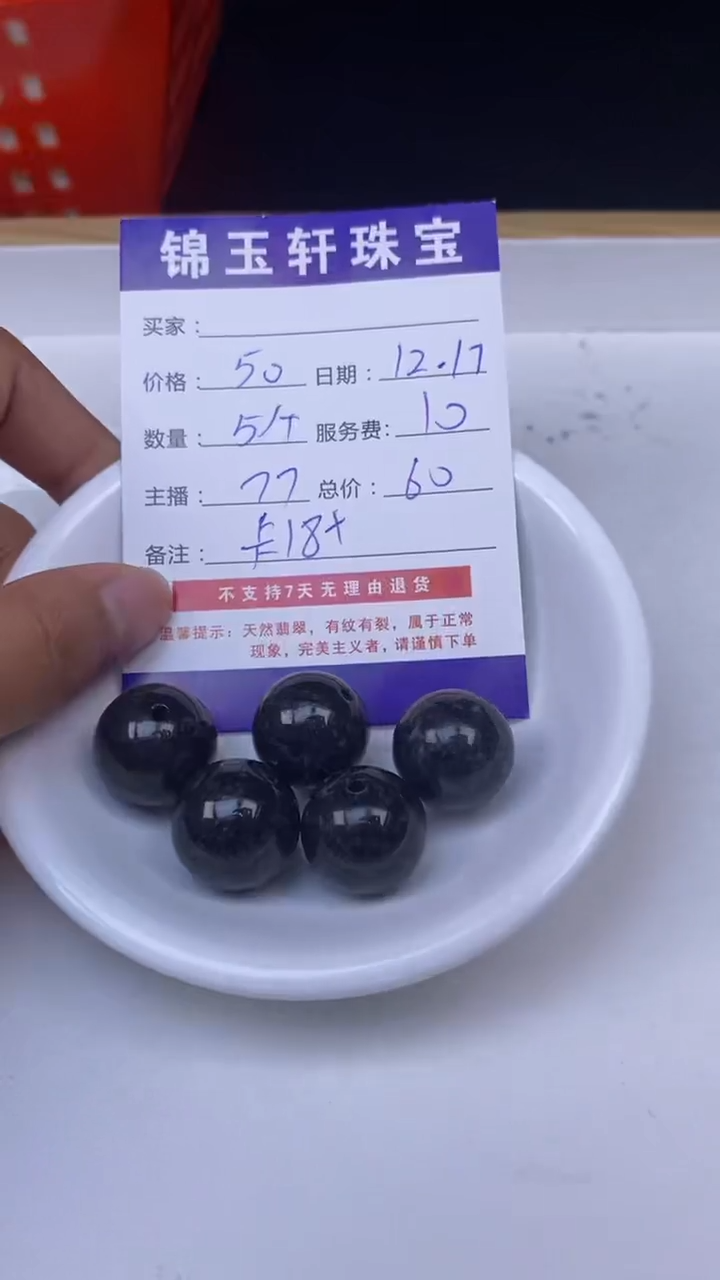 锦玉轩珠宝
买家：
价格：50 日期：12.17
数量：5个 服务费：10
主播：77 总价：60
备注：卡18+
不支持7天无理由退货
温馨提示：天然翡翠，有纹有裂，属于正常
现象，完美主义者，请谨慎下单